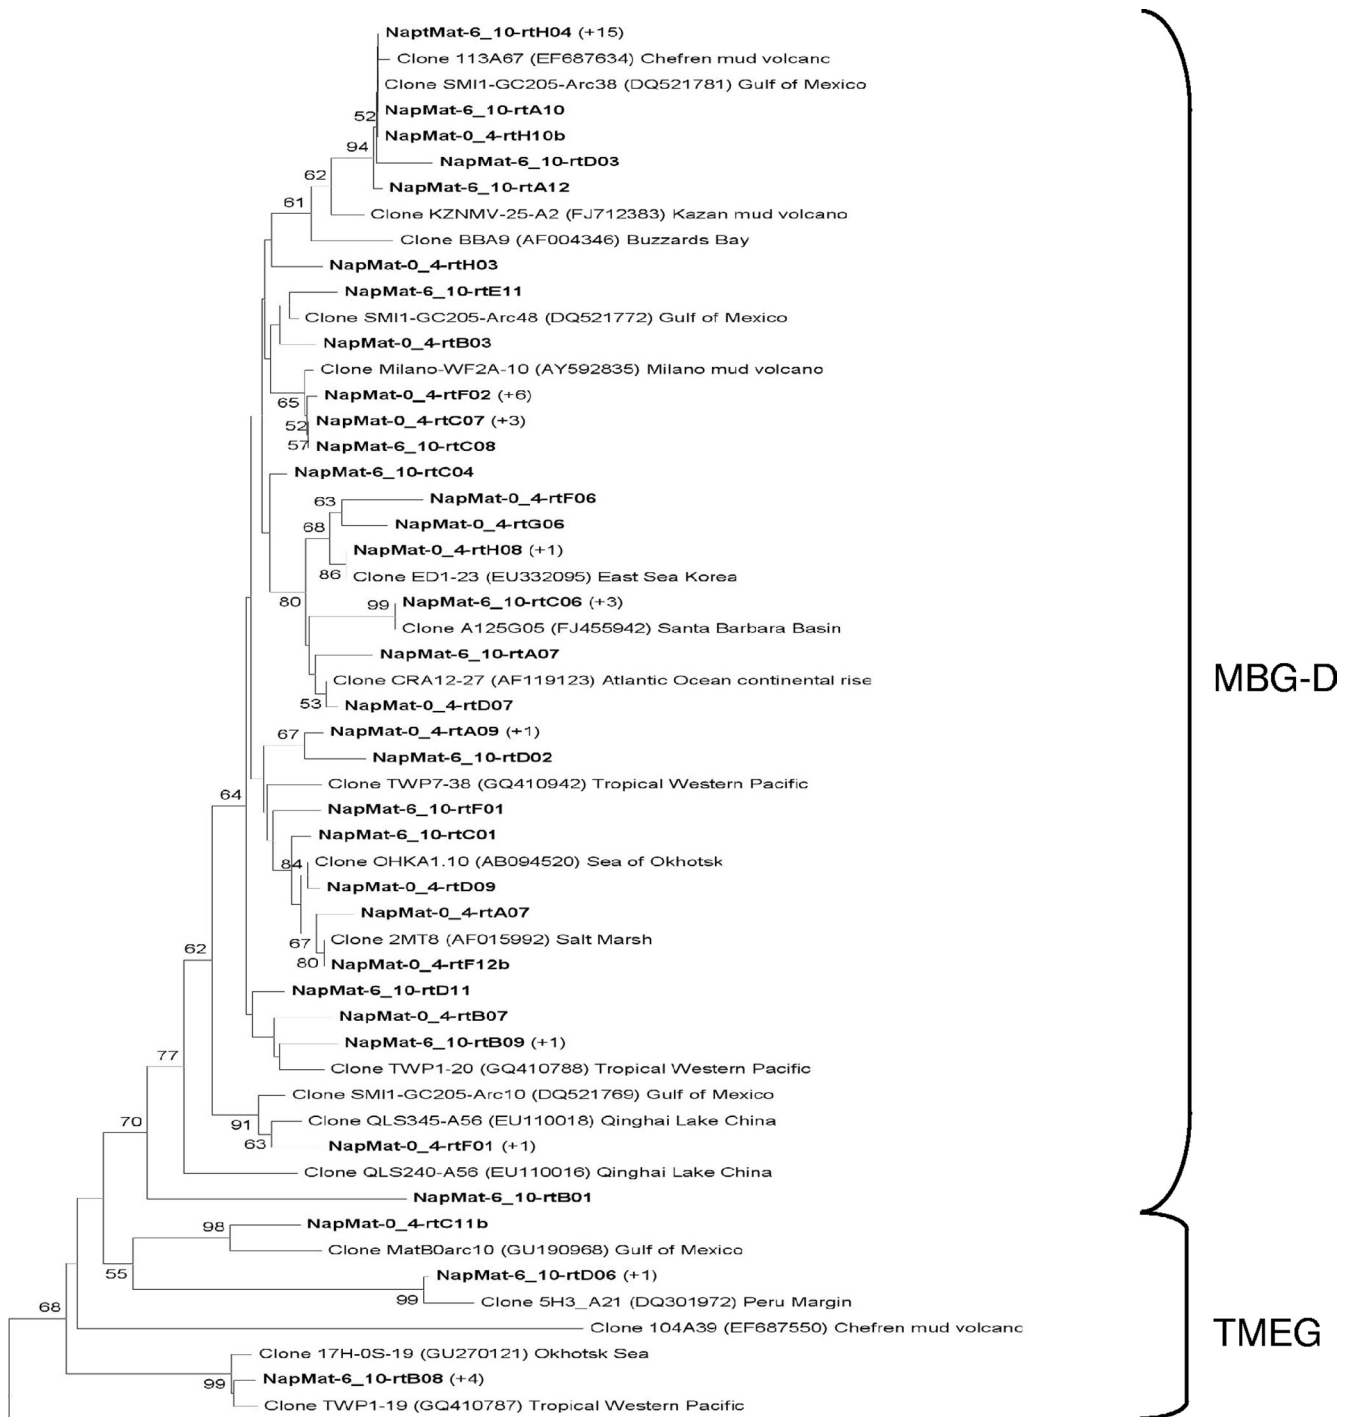 NaptMat-6_10-rtH04 (+15)
Clone 113A67 (EF687634) Chefren mud volcano
Clone SMI1-GC205-Arc38 (DQ521781) Gulf of Mexico
NapMat-6_10-rtA10
52
NapMat-0_4-rtH10b
94
NapMat-6_10-rtD03
62
NapMat-6_10-rtA12
61
Clone KZNMV-25-A2 (FJ712383) Kazan mud volcano
Clone BBA9 (AF004346) Buzzards Bay
NapMat-0_4-rtH03
NapMat-6_10-rtE11
Clone SMI1-GC205-Arc48 (DQ521772) Gulf of Mexico
NapMat-0_4-rtB03
Clone Milano-WF2A-10 (AY592835) Milano mud volcano
NapMat-0_4-rtF02 (+6)
65
NapMat-0_4-rtC07 (+3)
52
57
NapMat-6_10-rtC08
NapMat-6_10-rtC04
63
NapMat-0_4-rtF06
68
NapMat-0_4-rtG06
NapMat-0_4-rtH08 (+1)
86
Clone ED1-23 (EU332095) East Sea Korea
80
99
NapMat-6_10-rtC06 (+3)
Clone A125G05 (FJ455942) Santa Barbara Basin
NapMat-6_10-rtA07
Clone CRA12-27 (AF119123) Atlantic Ocean continental rise
MBG-D
53
NapMat-0_4-rtD07
67
NapMat-0_4-rtA09 (+1)
NapMat-6_10-rtD02
Clone TWP7-38 (GQ410942) Tropical Western Pacific
64
NapMat-6_10-rtF01
NapMat-6_10-rtC01
84
Clone OHKA1.10 (AB094520) Sea of Okhotsk
NapMat-0_4-rtD09
NapMat-0_4-rtA07
67
Clone 2MT8 (AF015992) Salt Marsh
62
80
NapMat-0_4-rtF12b
NapMat-6_10-rtD11
NapMat-0_4-rtB07
NapMat-6_10-rtB09 (+1)
77
Clone TWP1-20 (GQ410788) Tropical Western Pacific
Clone SMI1-GC205-Arc10 (DQ521769) Gulf of Mexico
70
91
Clone QLS345-A56 (EU110018) Qinghai Lake China
63
NapMat-0_4-rtF01 (+1)
Clone QLS240-A56 (EU110016) Qinghai Lake China
NapMat-6_10-rtB01
98
NapMat-0_4-rtC11b
Clone MatB0arc10 (GU190968) Gulf of Mexico
55
NapMat-6_10-rtD06 (+1)
99
Clone 5H3_A21 (DQ301972) Peru Margin
68
Clone 104A39 (EF687550) Chefren mud volcano
TMEG
Clone 17H-0S-19 (GU270121) Okhotsk Sea
99
NapMat-6_10-rtB08 (+4)
Clone TWP1-19 (GQ410787) Tropical Western Pacific